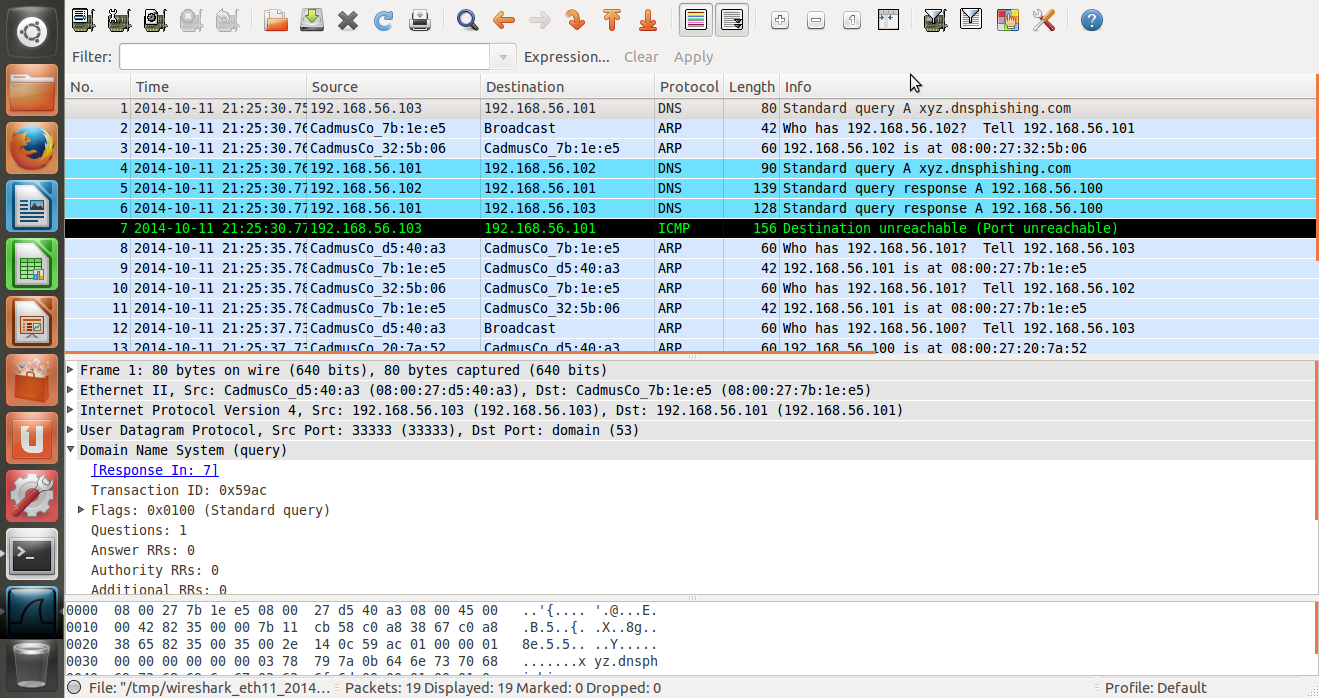 Filter: Expression... Clear Apply
No. Time Source Destination Protocol Length Info
1 2014-10-11 21:25:30.75 192.168.56.103 192.168.56.101 DNS 80 Standard query A xyz.dnsphishing.com
2 2014-10-11 21:25:30.76 CadmusCo_7b:1e:e5 Broadcast ARP 42 Who has 192.168.56.102?  Tell 192.168.56.101
3 2014-10-11 21:25:30.76 CadmusCo_32:5b:06 CadmusCo_7b:1e:e5 ARP 60 192.168.56.102 is at 08:00:27:32:5b:06
4 2014-10-11 21:25:30.76 192.168.56.101 192.168.56.102 DNS 90 Standard query A xyz.dnsphishing.com
5 2014-10-11 21:25:30.77 192.168.56.102 192.168.56.101 DNS 139 Standard query response A 192.168.56.100
6 2014-10-11 21:25:30.77 192.168.56.101 192.168.56.103 DNS 128 Standard query response A 192.168.56.100
7 2014-10-11 21:25:30.77 192.168.56.103 192.168.56.101 ICMP 156 Destination unreachable (Port unreachable)
8 2014-10-11 21:25:35.78 CadmusCo_d5:40:a3 CadmusCo_7b:1e:e5 ARP 60 Who has 192.168.56.101?  Tell 192.168.56.103
9 2014-10-11 21:25:35.78 CadmusCo_7b:1e:e5 CadmusCo_d5:40:a3 ARP 42 192.168.56.101 is at 08:00:27:7b:1e:e5
10 2014-10-11 21:25:35.78 CadmusCo_32:5b:06 CadmusCo_7b:1e:e5 ARP 60 Who has 192.168.56.101?  Tell 192.168.56.102
11 2014-10-11 21:25:35.78 CadmusCo_7b:1e:e5 CadmusCo_32:5b:06 ARP 42 192.168.56.101 is at 08:00:27:7b:1e:e5
12 2014-10-11 21:25:37.73 CadmusCo_d5:40:a3 Broadcast ARP 60 Who has 192.168.56.100?  Tell 192.168.56.103
13 2014-10-11 21:25:37.73 CadmusCo_20:7a:52 CadmusCo_d5:40:a3 ARP 60 192.168.56.100 is at 08:00:27:20:7a:52
Frame 1: 80 bytes on wire (640 bits), 80 bytes captured (640 bits)
Ethernet II, Src: CadmusCo_d5:40:a3 (08:00:27:d5:40:a3), Dst: CadmusCo_7b:1e:e5 (08:00:27:7b:1e:e5)
Internet Protocol Version 4, Src: 192.168.56.103 (192.168.56.103), Dst: 192.168.56.101 (192.168.56.101)
User Datagram Protocol, Src Port: 33333 (33333), Dst Port: domain (53)
Domain Name System (query)
[Response In: 7]
Transaction ID: 0x59ac
Flags: 0x0100 (Standard query)
Questions: 1
Answer RRs: 0
Authority RRs: 0
Additional RRs: 0
0000  08 00 27 7b 1e e5 08 00  27 d5 40 a3 08 00 45 00   ..'{.... '.@...E.
0010  00 42 82 35 00 00 7b 11  cb 58 c0 a8 38 67 c0 a8   .B.5..{. .X..8g..
0020  38 65 82 35 00 35 00 2e  14 0c 59 ac 01 00 00 01   8e.5.5.. ..Y.....
0030  00 00 00 00 00 00 03 78  79 7a 0b 64 6e 73 70 68   .......x yz.dnsph
File: "/tmp/wireshark_eth11_2014... Packets: 19 Displayed: 19 Marked: 0 Dropped: 0 Profile: Default